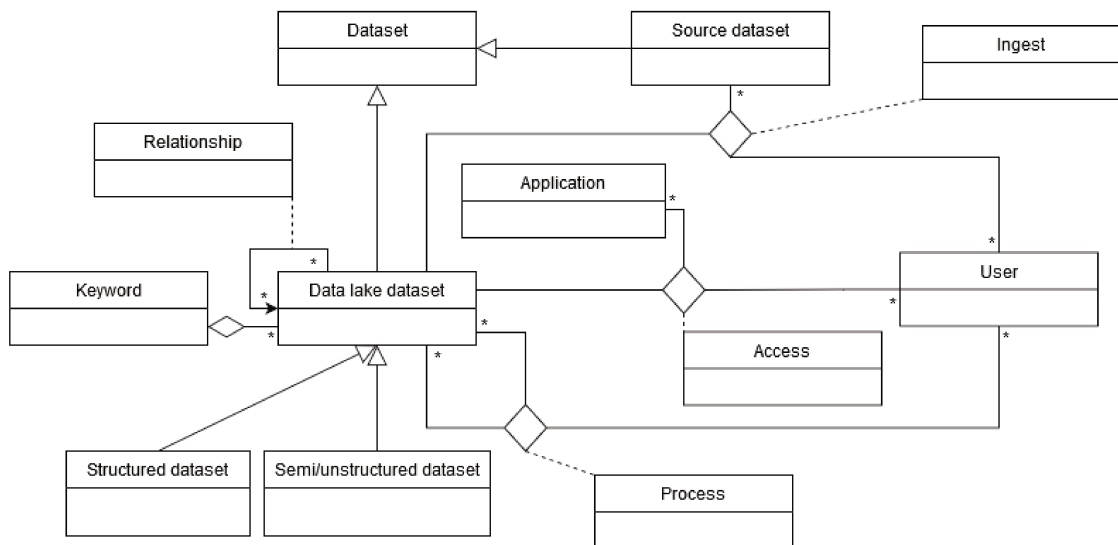 Dataset
Source dataset
Ingest
*
Relationship
Application
*
*
*
Keyword
*
Data lake dataset
User
*
*
*
*
*
*
Access
Structured dataset
Semi/unstructured dataset
Process